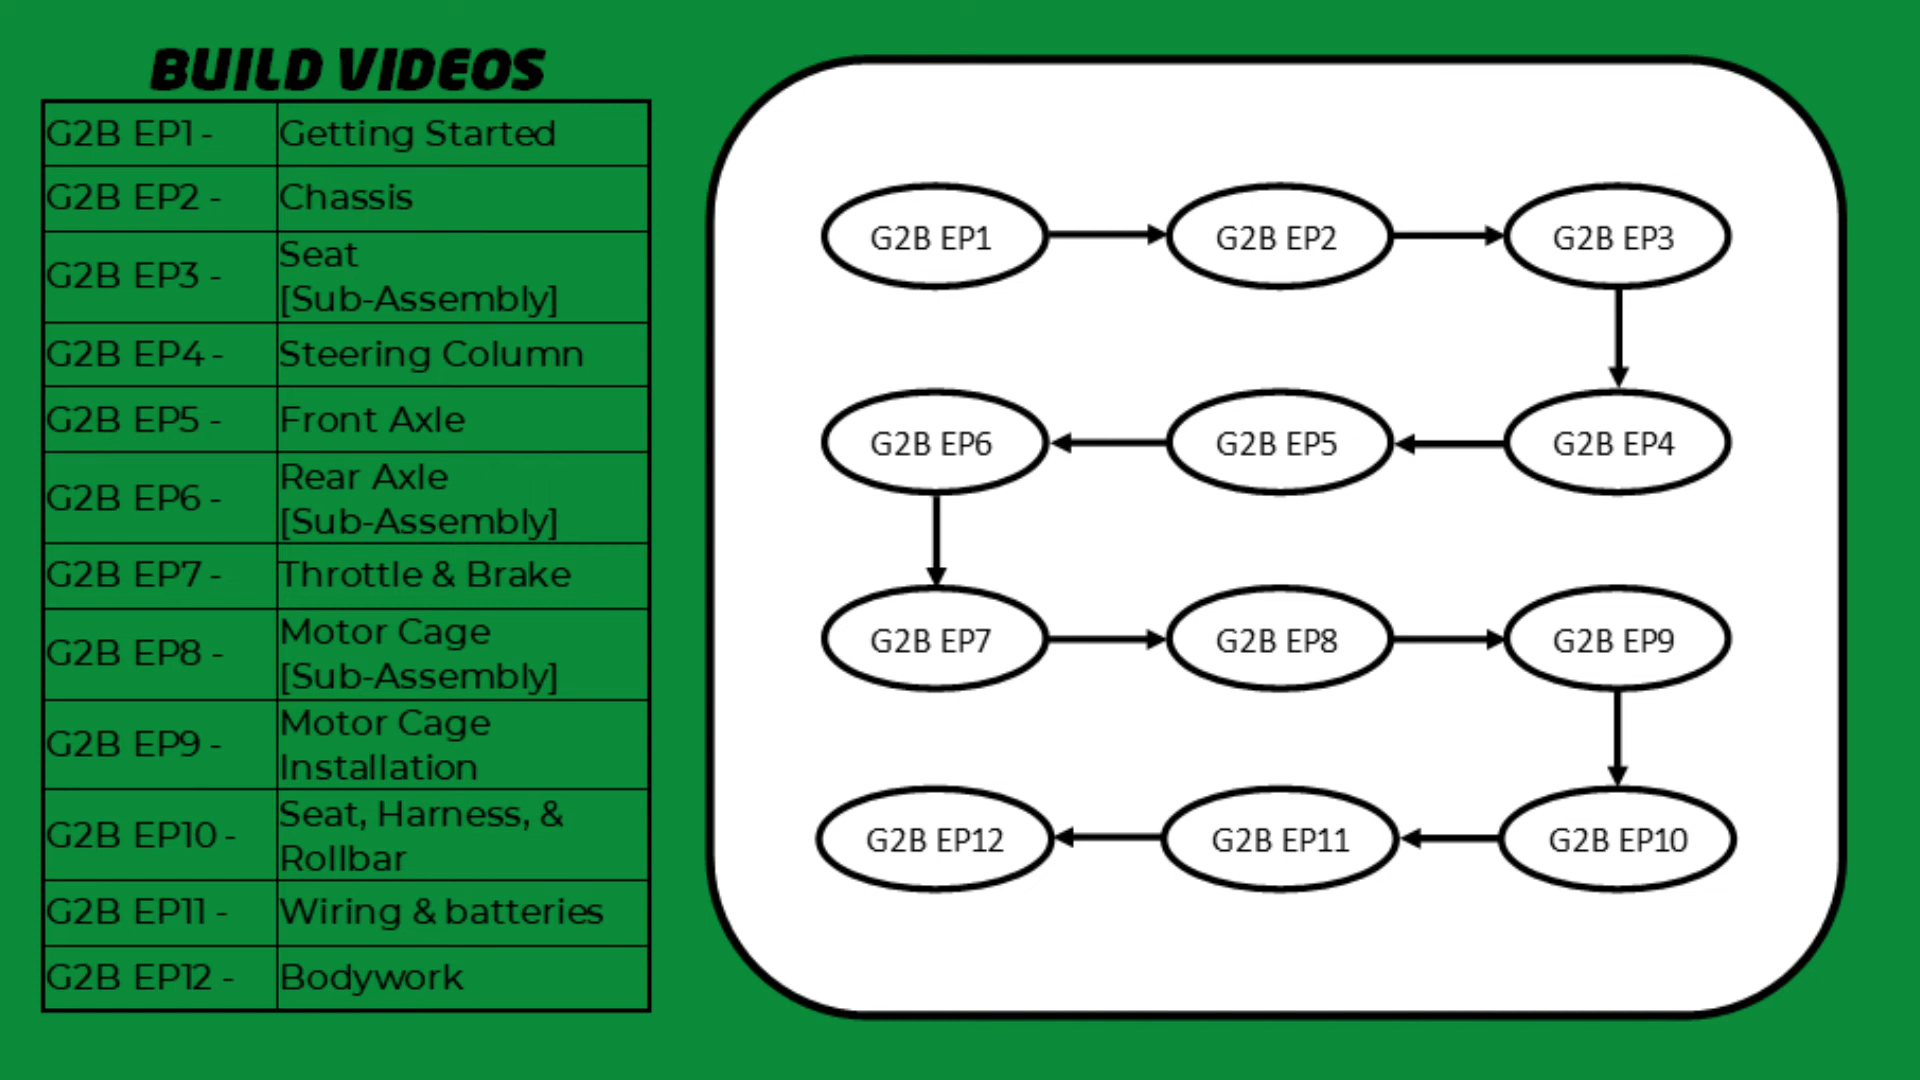 BUILD VIDEOS
G2B EP1 - Getting Started
G2B EP2 - Chassis
G2B EP3 - Seat
[Sub-Assembly]
G2B EP4 - Steering Column
G2B EP5 - Front Axle
G2B EP6 - Rear Axle
[Sub-Assembly]
G2B EP7 - Throttle & Brake
G2B EP8 - Motor Cage
[Sub-Assembly]
G2B EP9 - Motor Cage
Installation
G2B EP10 - Seat, Harness, &
Rollbar
G2B EP11 - Wiring & batteries
G2B EP12 - Bodywork
G2B EP1 G2B EP2 G2B EP3
G2B EP6 G2B EP5 G2B EP4
G2B EP7 G2B EP8 G2B EP9
G2B EP12 G2B EP11 G2B EP10